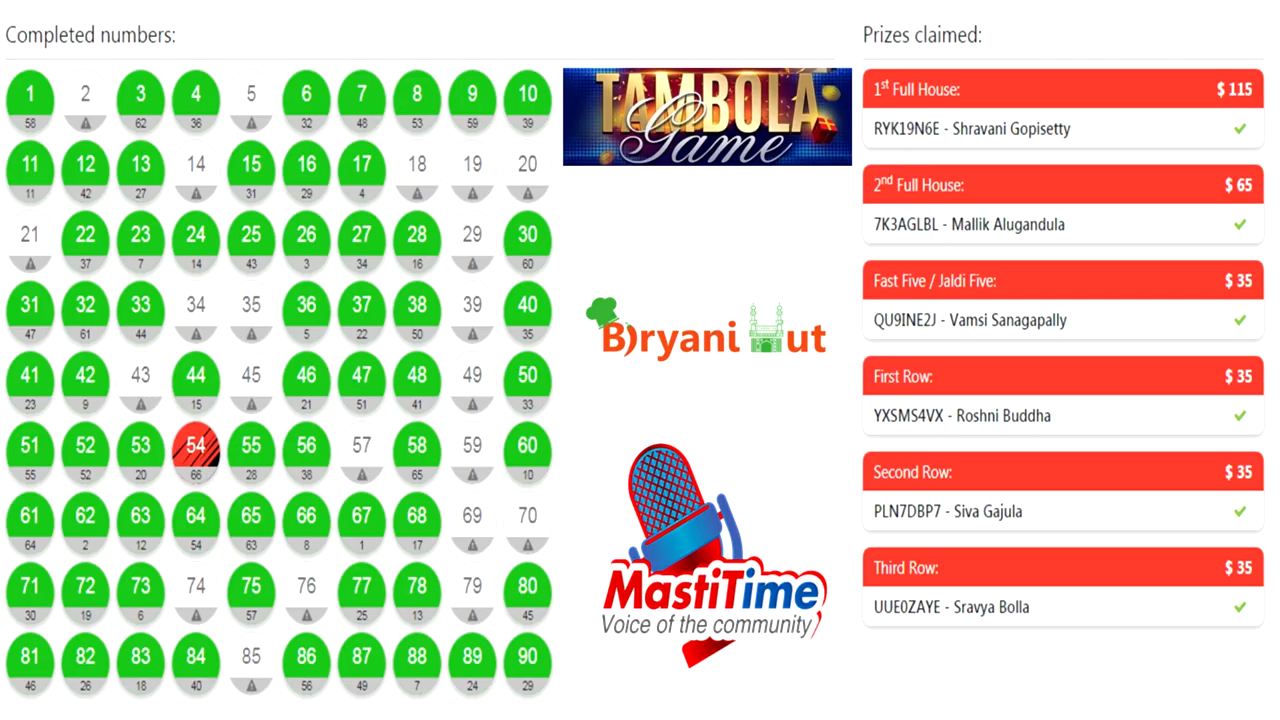 Completed numbers:
1 2 3 4 5 6 7 8 9 10
58 62 36 32 48 53 59 39
11 12 13 14 15 16 17 18 19 20
11 42 27 31 29 4
21 22 23 24 25 26 27 28 29 30
37 7 14 43 3 34 16 60
31 32 33 34 35 36 37 38 39 40
47 61 44 5 22 50 35
41 42 43 44 45 46 47 48 49 50
23 9 15 21 51 41 33
51 52 53 54 55 56 57 58 59 60
55 52 20 66 28 38 65 10
61 62 63 64 65 66 67 68 69 70
64 2 12 54 63 8 1 17
71 72 73 74 75 76 77 78 79 80
30 19 6 57 25 13 45
81 82 83 84 85 86 87 88 89 90
46 26 18 40 56 49 7 24 29
TAMBOLA
Game
Biryani Hut
MastiTime
Voice of the community
Prizes claimed:
1st Full House: $ 115
RYK19N6E - Shravani Gopisetty
2nd Full House: $ 65
7K3AGLBL - Mallik Alugandula
Fast Five / Jaldi Five: $ 35
QU9INE2J - Vamsi Sanagapally
First Row: $ 35
YXSMS4VX - Roshni Buddha
Second Row: $ 35
PLN7DBP7 - Siva Gajula
Third Row: $ 35
UUE0ZAYE - Sravya Bolla